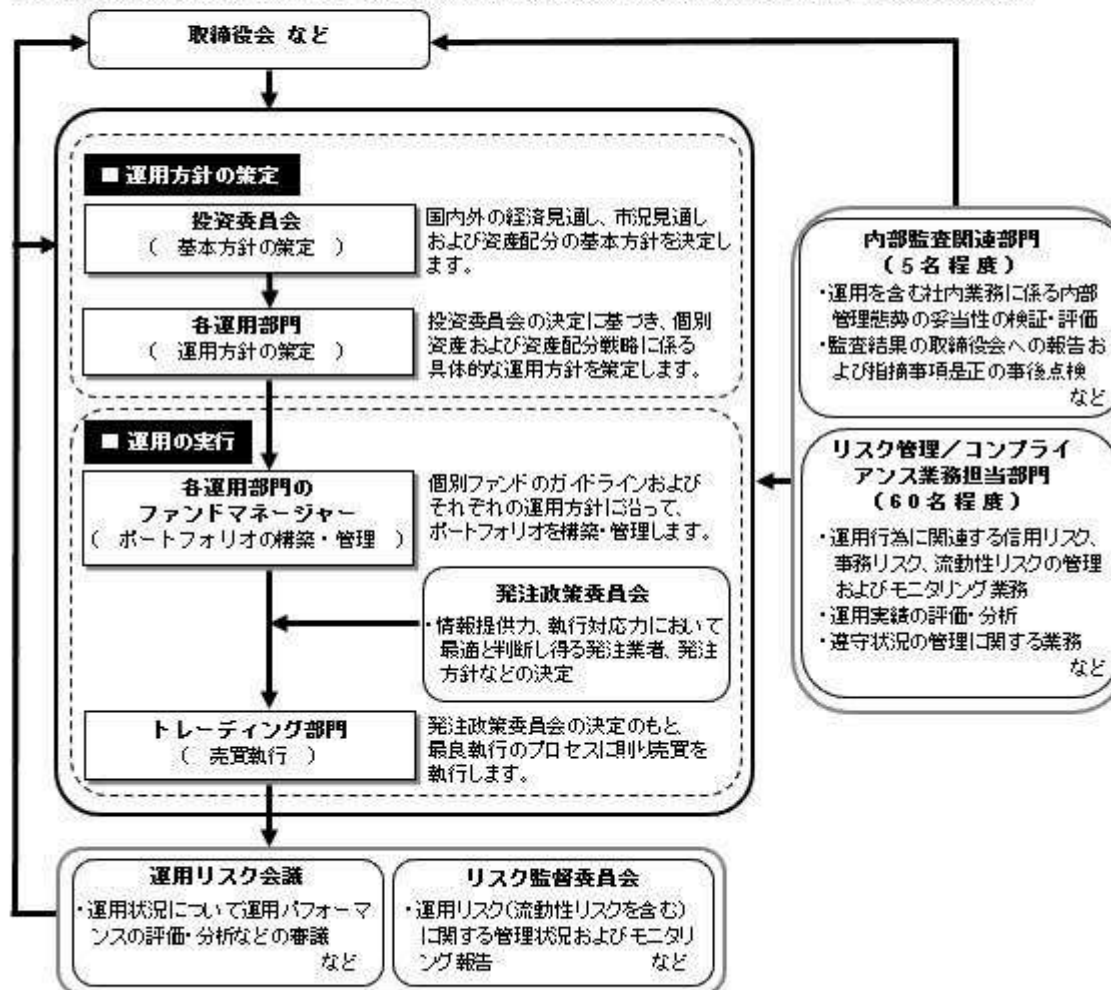 取締役会 など
■ 運用方針の策定
投資委員会
( 基本方針の策定 )
国内外の経済見通し、市況見通し
および資産配分の基本方針を決定し
ます。
各運用部門
( 運用方針の策定 )
投資委員会の決定に基づき、個別
資産および資産配分戦略に係る
具体的な運用方針を策定します。
■ 運用の実行
各運用部門の
ファンドマネージャー
( ポートフォリオの構築・管理 )
個別ファンドのガイドラインおよび
それぞれの運用方針に沿って、
ポートフォリオを構築・管理します。
発注政策委員会
・情報提供力、執行対応力において
最適と判断し得る発注業者、発注
方針などの決定
トレーディング部門
( 売買執行 )
発注政策委員会の決定のもと、
最良執行のプロセスに則り売買を
執行します。
内部監査関連部門
(5名程度)
・運用を含む社内業務に係る内部
管理態勢の妥当性の検証・評価
・監査結果の取締役会への報告お
よび指摘事項是正の事後点検
など
リスク管理/コンプライ
アンス業務担当部門
(60名程度)
・運用行為に関連する信用リスク、
事務リスク、流動性リスクの管理
およびモニタリング業務
・運用実績の評価・分析
・遵守状況の管理に関する業務
など
運用リスク会議
・運用状況について運用パフォーマ
ンスの評価・分析などの審議
など
リスク監督委員会
・運用リスク(流動性リスクを含む)
に関する管理状況およびモニタリ
ング報告 など